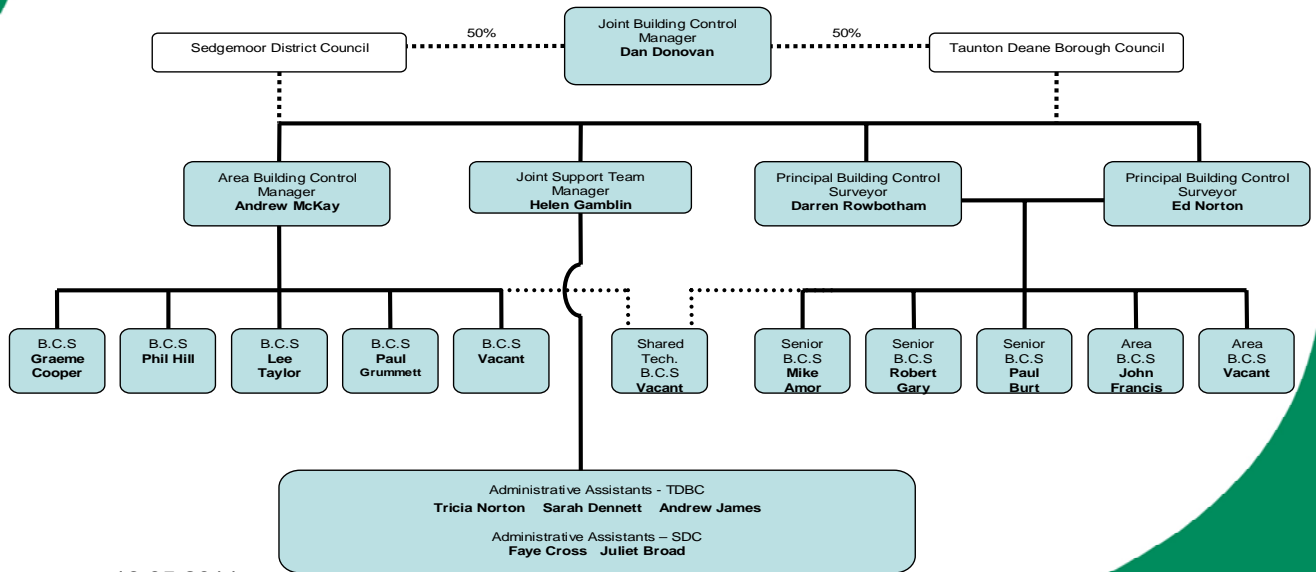 Joint Building Control
Manager
Dan Donovan
50%
50%
Sedgemoor District Council
Taunton Deane Borough Council
Area Building Control
Manager
Andrew McKay
Joint Support Team
Manager
Helen Gamblin
Principal Building Control
Surveyor
Darren Rowbotham
Principal Building Control
Surveyor
Ed Norton
B.C.S
Graeme
Cooper
B.C.S
Phil Hill
B.C.S
Lee
Taylor
B.C.S
Paul
Grummett
B.C.S
Vacant
Shared
Tech.
B.C.S
Vacant
Senior
B.C.S
Mike
Amor
Senior
B.C.S
Robert
Gary
Senior
B.C.S
Paul
Burt
Area
B.C.S
John
Francis
Area
B.C.S
Vacant
Administrative Assistants - TDBC
Tricia Norton Sarah Dennett Andrew James
Administrative Assistants – SDC
Faye Cross Juliet Broad